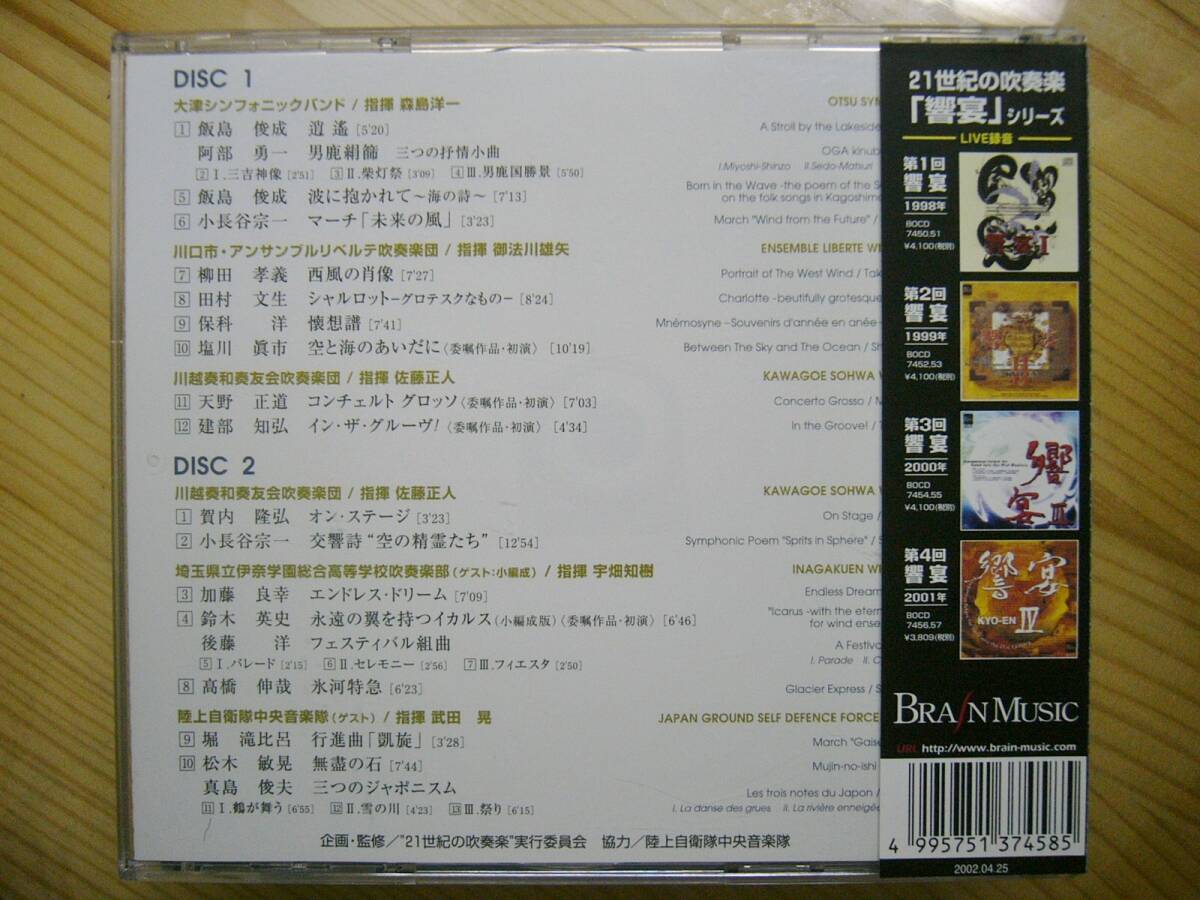 DISC 1
大津シンフォニックバンド / 指揮 森島洋一
OTSU SYM
1 飯島 俊成 逍遙 [5'20]
A Stroll by the Lakeside
阿部 勇一 男鹿絹篩 三つの抒情小曲
OGA kinub
2 Ⅰ.三吉神像 [2'51] 3 Ⅱ.柴灯祭 [3'09] 4 Ⅲ.男鹿国勝景 [5'50]
I.Miyoshi-Shinzo II.Sedo-Matsuri
5 飯島 俊成 波に抱かれて～海の詩～ [7'13]
Born in the Wave -the poem of the Se
on the folk songs in Kagoshime
6 小長谷宗一 マーチ「未来の風」 [3'23]
March "Wind from the Future" /
川口市・アンサンブルリベルテ吹奏楽団 / 指揮 御法川雄矢
ENSEMBLE LIBERTE WI
7 柳田 孝義 西風の肖像 [7'27]
Portrait of The West Wind / Tak
8 田村 文生 シャルロット－グロテスクなもの－ [8'24]
Charlotte -beutifully grotesque
9 保科 洋 懐想譜 [7'41]
Mnémosyne –Souvenirs d'année en anée–
10 塩川 眞市 空と海のあいだに〈委嘱作品・初演〉 [10'19]
Between The Sky and The Ocean / Sh
川越奏和奏友会吹奏楽団 / 指揮 佐藤正人
KAWAGOE SOHWA W
11 天野 正道 コンチェルト グロッソ〈委嘱作品・初演〉 [7'03]
Concerto Grosso / M
12 建部 知弘 イン・ザ・グルーヴ!〈委嘱作品・初演〉 [4'34]
In the Groove! / T
DISC 2
川越奏和奏友会吹奏楽団 / 指揮 佐藤正人
KAWAGOE SOHWA W
1 賀内 隆弘 オン・ステージ [3'23]
On Stage /
2 小長谷宗一 交響詩“空の精霊たち” [12'54]
Symphonic Poem "Sprits in Sphere" / S
埼玉県立伊奈学園総合高等学校吹奏楽部(ゲスト:小編成) / 指揮 宇畑知樹
INAGAKUEN WI
3 加藤 良幸 エンドレス・ドリーム [7'09]
Endless Dream
4 鈴木 英史 永遠の翼を持つイカルス(小編成版)〈委嘱作品・初演〉 [6'46]
"Icarus -with the etern
for wind ense
後藤 洋 フェスティバル組曲
A Festiva
5 Ⅰ.パレード [2'15] 6 Ⅱ.セレモニー [2'56] 7 Ⅲ.フィエスタ [2'50]
I. Parade II. C
8 高橋 伸哉 氷河特急 [6'23]
Glacier Express / S
陸上自衛隊中央音楽隊(ゲスト) / 指揮 武田 晃
JAPAN GROUND SELF DEFENCE FORCE
9 堀 滝比呂 行進曲「凱旋」 [3'28]
March "Gaise
10 松木 敏晃 無盡の石 [7'44]
Mujin-no-ishi
真島 俊夫 三つのジャポニスム
Les trois notes du Japon /
11 Ⅰ.鶴が舞う [6'55] 12 Ⅱ.雪の川 [4'23] 13 Ⅲ.祭り [6'15]
I. La danse des grues II. La rivière enneigée
企画・監修／"21世紀の吹奏楽"実行委員会 協力／陸上自衛隊中央音楽隊
21世紀の吹奏楽
「響宴」シリーズ
LIVE録音
第1回
響宴
1998年
BOCD
7450.51
¥4,100(税別)
響宴 I
第2回
響宴
1999年
BOCD
7452.53
¥4,100(税別)
II
第3回
響宴
2000年
BOCD
7454.55
¥4,100(税別)
響宴 III
第4回
響宴
2001年
BOCD
7456.57
¥3,809(税別)
響宴
KYO-EN IV
BRAIN MUSIC
URL http://www.brain-music.com
4 995751 374585
2002.04.25